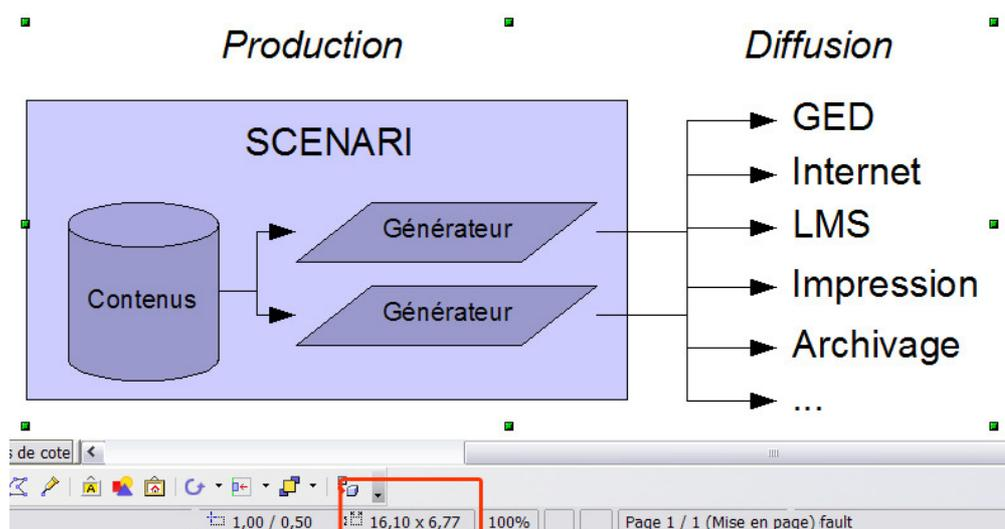 Production Diffusion
SCENARI
GED
Internet
LMS
Impression
Archivage
...
Contenus
Générateur
Générateur
s de cote
1,00 / 0,50 16,10 x 6,77 100% Page 1 / 1 (Mise en page) fault